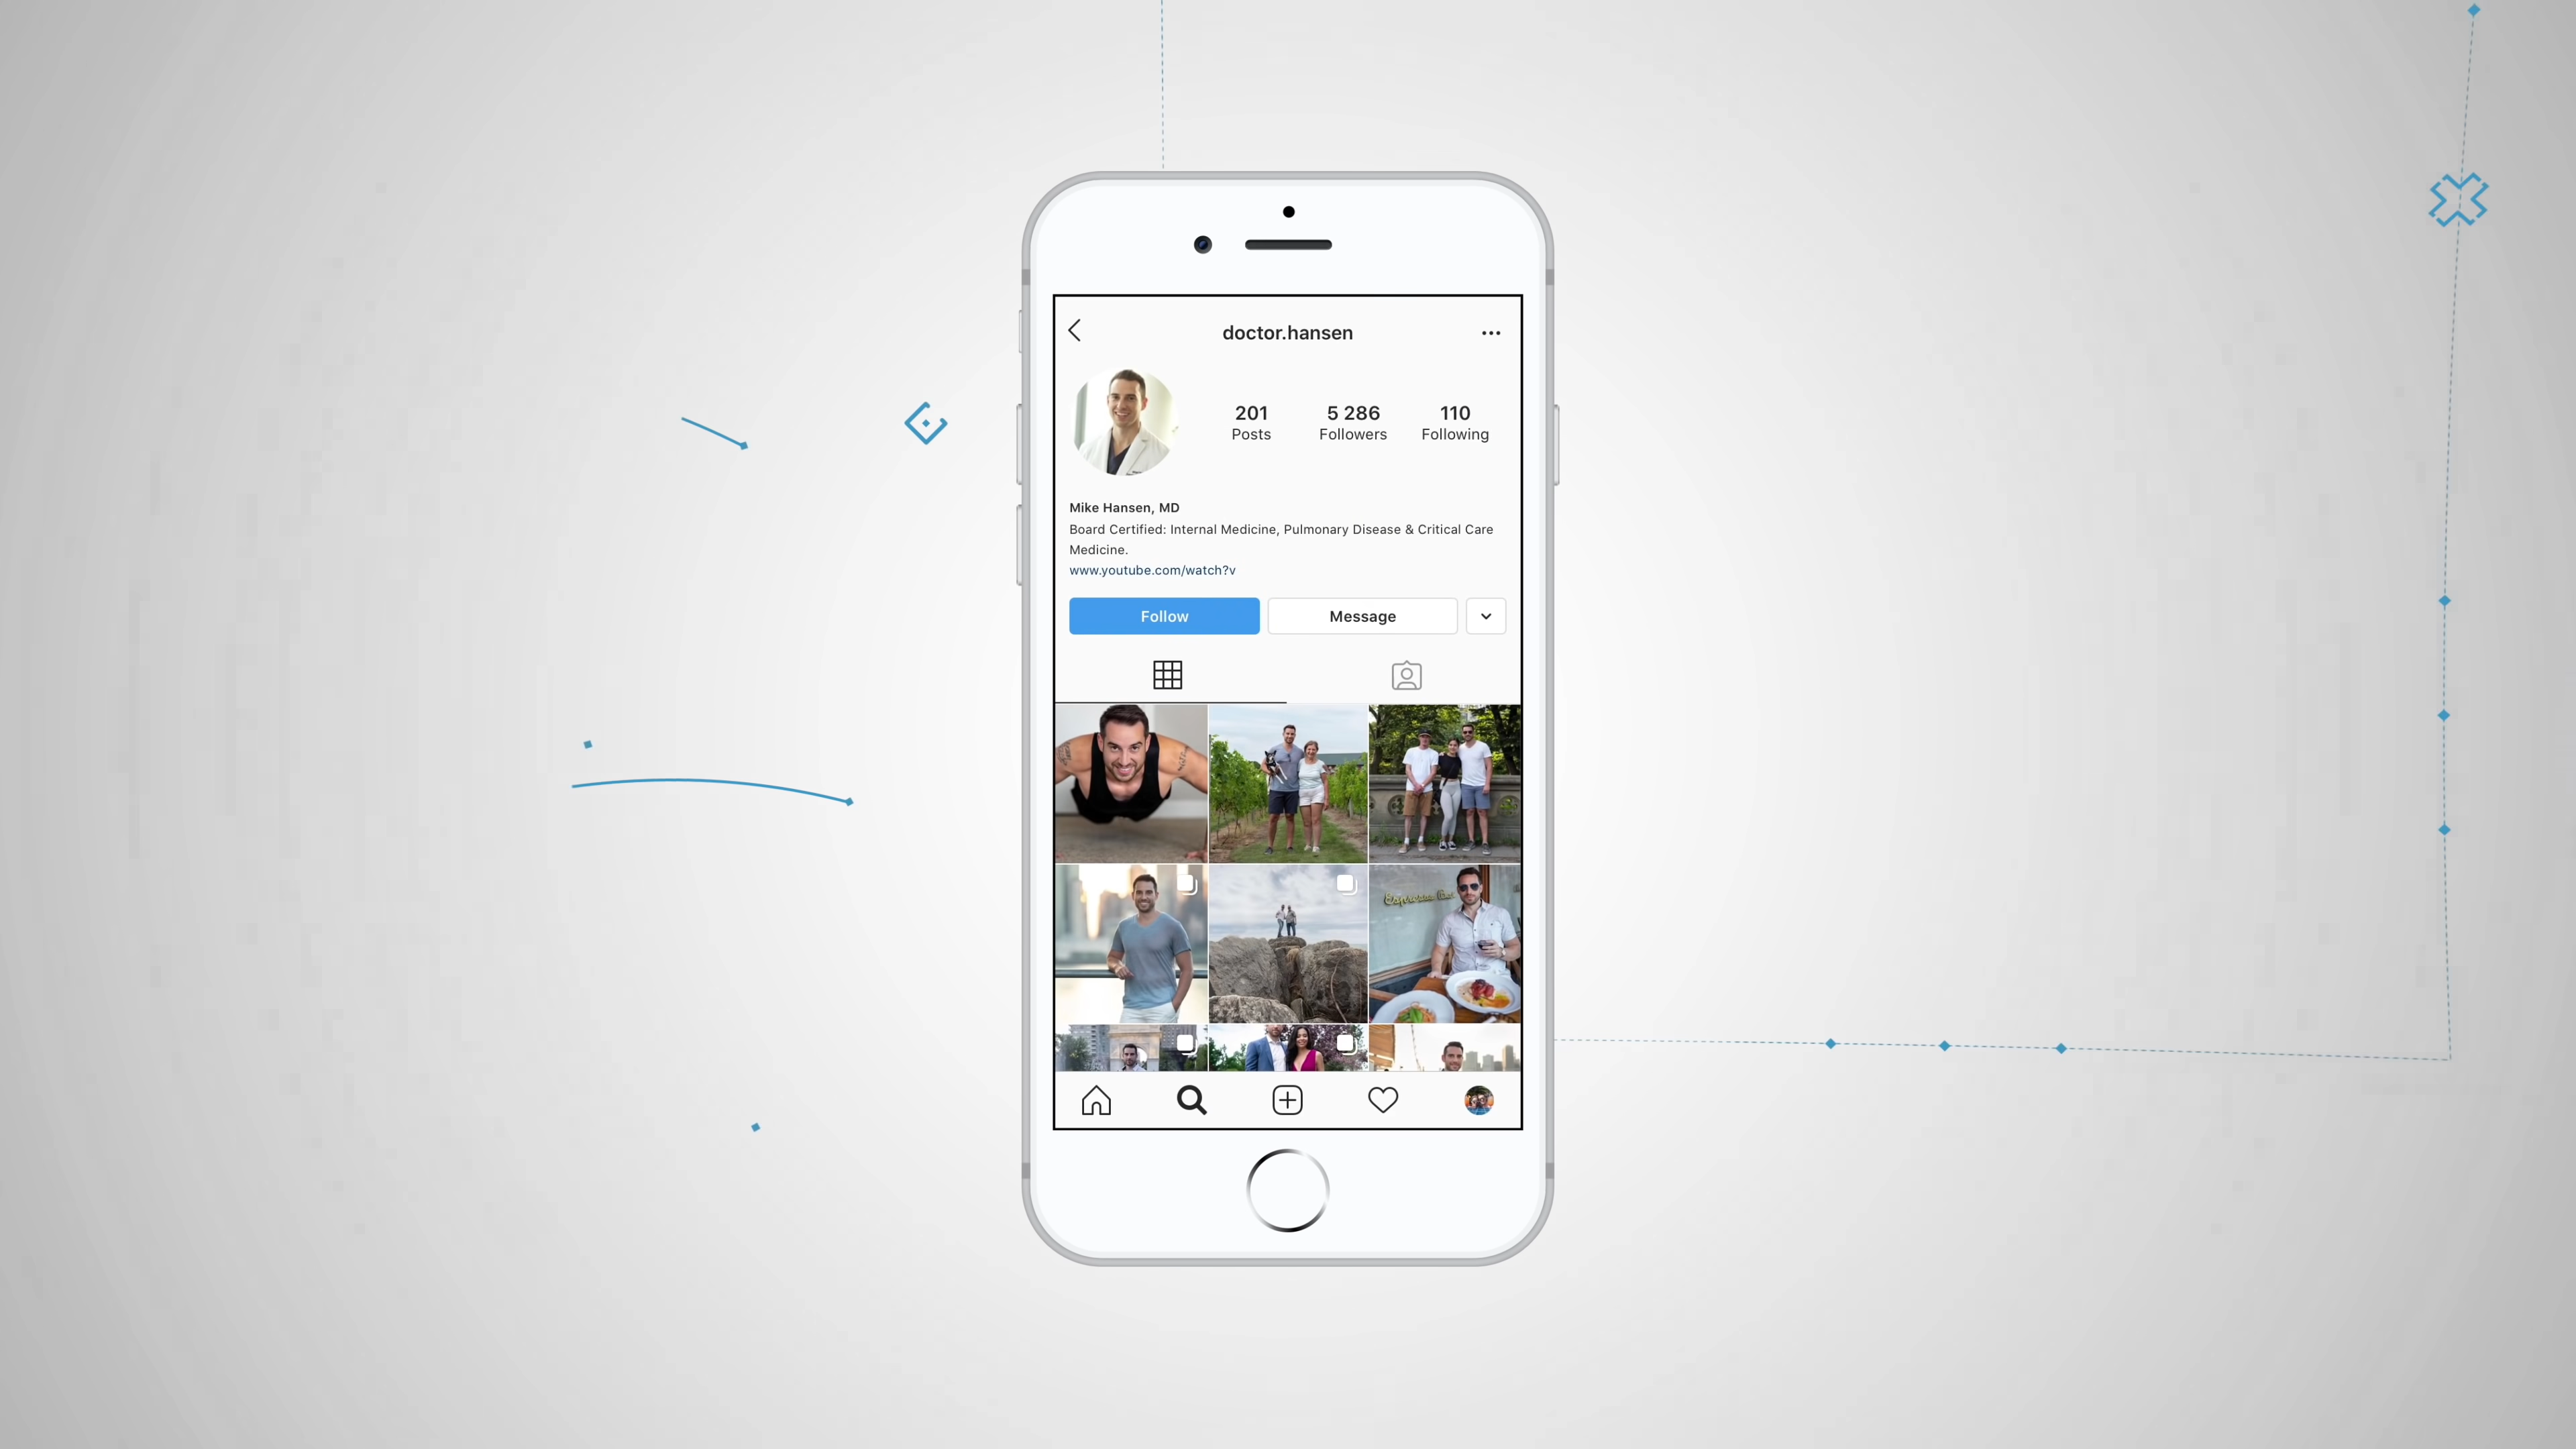 doctor.hansen
201
Posts
5 286
Followers
110
Following
Mike Hansen, MD
Board Certified: Internal Medicine, Pulmonary Disease & Critical Care
Medicine.
www.youtube.com/watch?v
Follow
Message